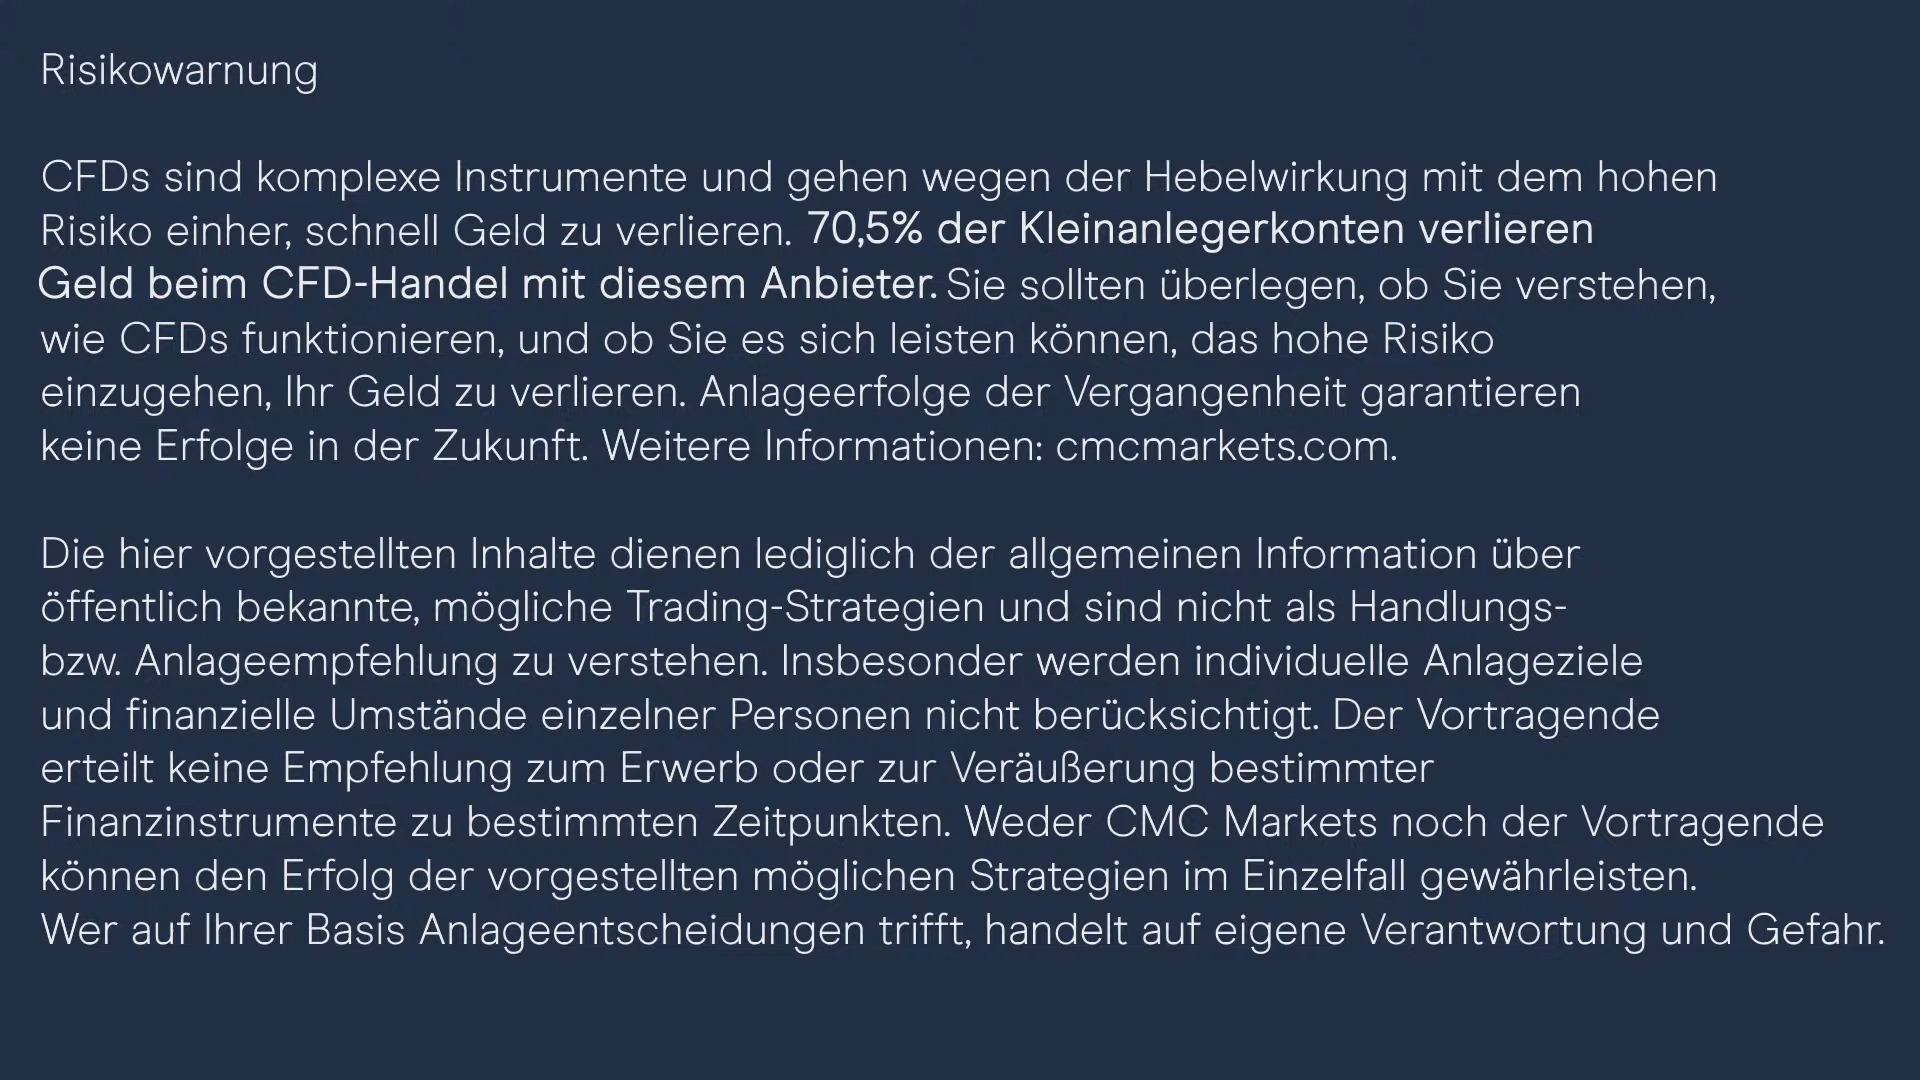 Risikowarnung
CFDs sind komplexe Instrumente und gehen wegen der Hebelwirkung mit dem hohen
Risiko einher, schnell Geld zu verlieren. 70,5% der Kleinanlegerkonten verlieren
Geld beim CFD-Handel mit diesem Anbieter. Sie sollten überlegen, ob Sie verstehen,
wie CFDs funktionieren, und ob Sie es sich leisten können, das hohe Risiko
einzugehen, Ihr Geld zu verlieren. Anlageerfolge der Vergangenheit garantieren
keine Erfolge in der Zukunft. Weitere Informationen: cmcmarkets.com.
Die hier vorgestellten Inhalte dienen lediglich der allgemeinen Information über
öffentlich bekannte, mögliche Trading-Strategien und sind nicht als Handlungs-
bzw. Anlageempfehlung zu verstehen. Insbesonder werden individuelle Anlageziele
und finanzielle Umstände einzelner Personen nicht berücksichtigt. Der Vortragende
erteilt keine Empfehlung zum Erwerb oder zur Veräußerung bestimmter
Finanzinstrumente zu bestimmten Zeitpunkten. Weder CMC Markets noch der Vortragende
können den Erfolg der vorgestellten möglichen Strategien im Einzelfall gewährleisten.
Wer auf Ihrer Basis Anlageentscheidungen trifft, handelt auf eigene Verantwortung und Gefahr.